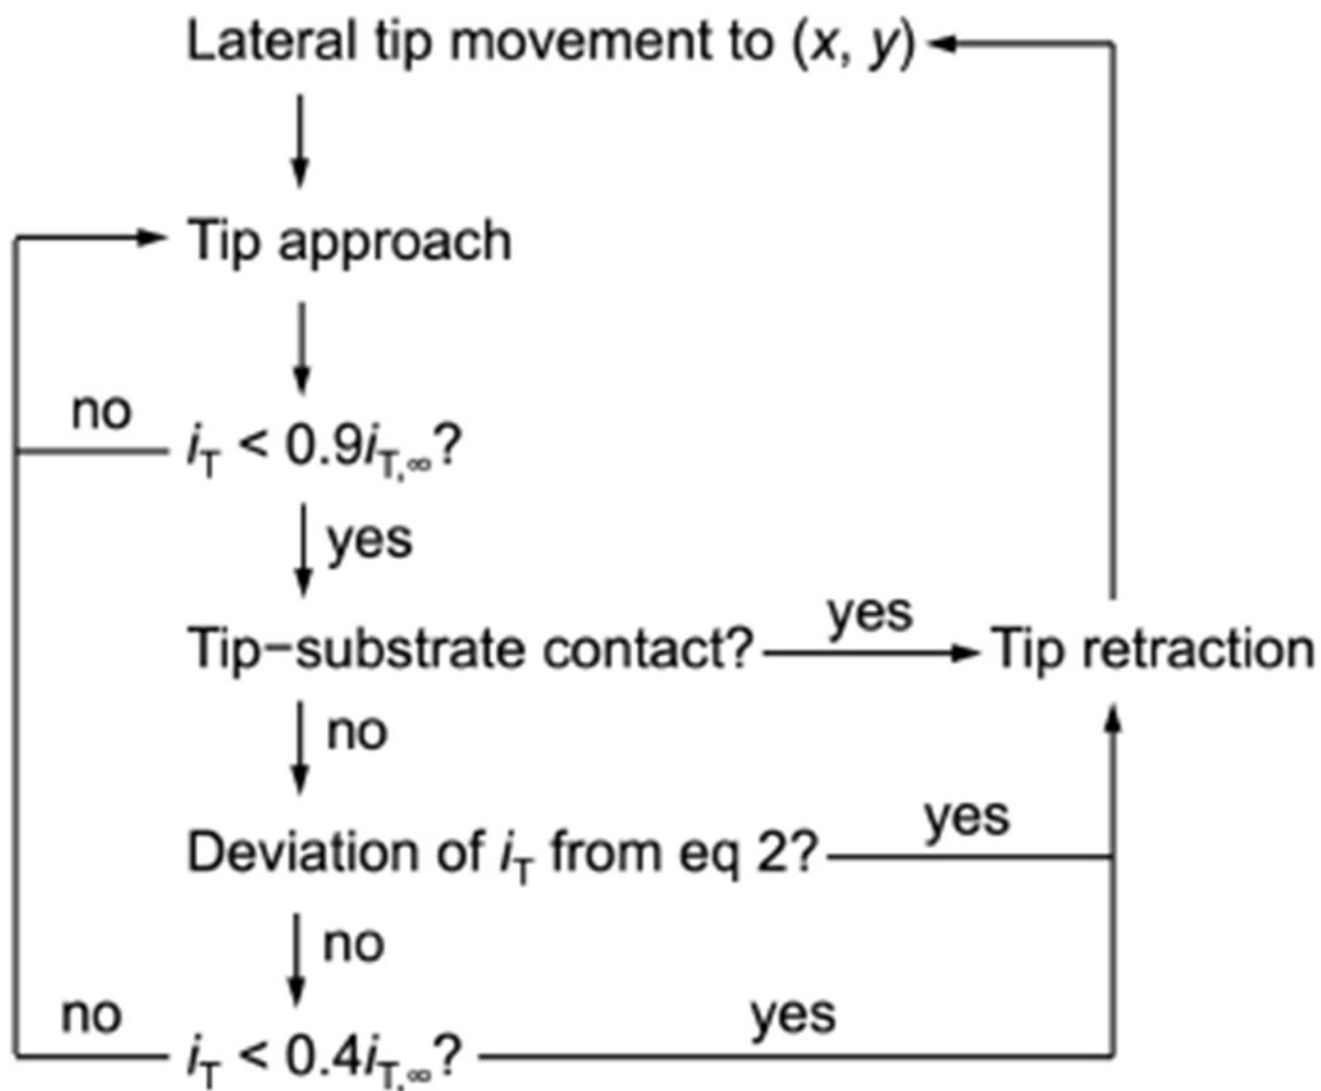 Lateral tip movement to (x, y)
Tip approach
no
iT < 0.9iT,∞?
yes
Tip−substrate contact?
yes
Tip retraction
no
Deviation of iT from eq 2?
yes
no
no
iT < 0.4iT,∞?
yes